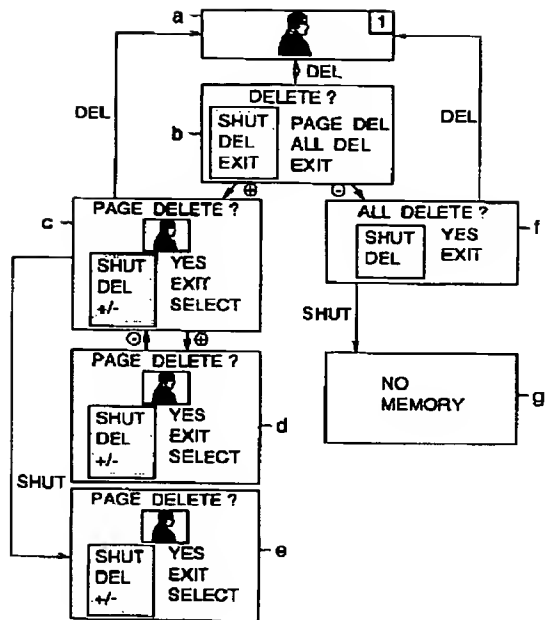 a
1
DEL
DELETE ?
b
SHUT PAGE DEL
DEL ALL DEL
EXIT EXIT
DEL
DEL
⊕
⊖
c
PAGE DELETE ?
SHUT YES
DEL EXIT
+/- SELECT
ALL DELETE ?
f
SHUT YES
DEL EXIT
SHUT
⊖
⊕
PAGE DELETE ?
SHUT YES
DEL EXIT
+/- SELECT
d
NO
MEMORY
g
SHUT
PAGE DELETE ?
SHUT YES
DEL EXIT
+/- SELECT
e